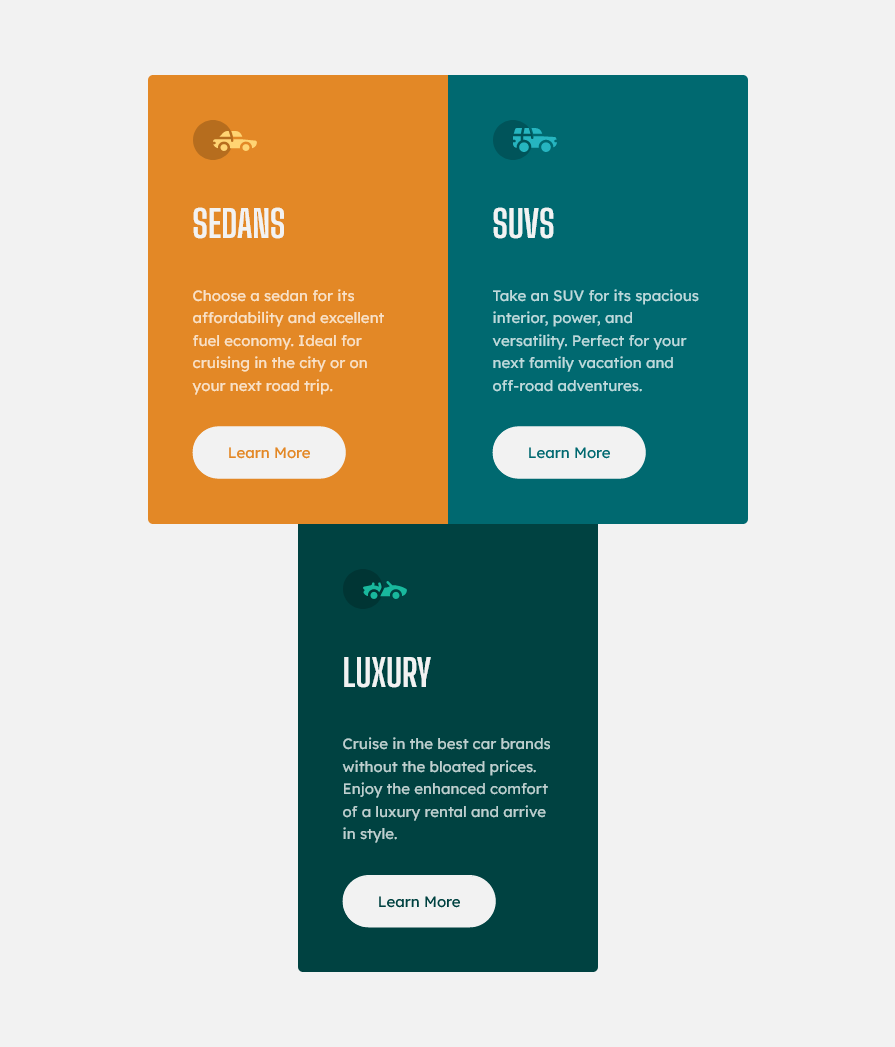 SEDANS
Choose a sedan for its
affordability and excellent
fuel economy. Ideal for
cruising in the city or on
your next road trip.
Learn More
SUVS
Take an SUV for its spacious
interior, power, and
versatility. Perfect for your
next family vacation and
off-road adventures.
Learn More
LUXURY
Cruise in the best car brands
without the bloated prices.
Enjoy the enhanced comfort
of a luxury rental and arrive
in style.
Learn More